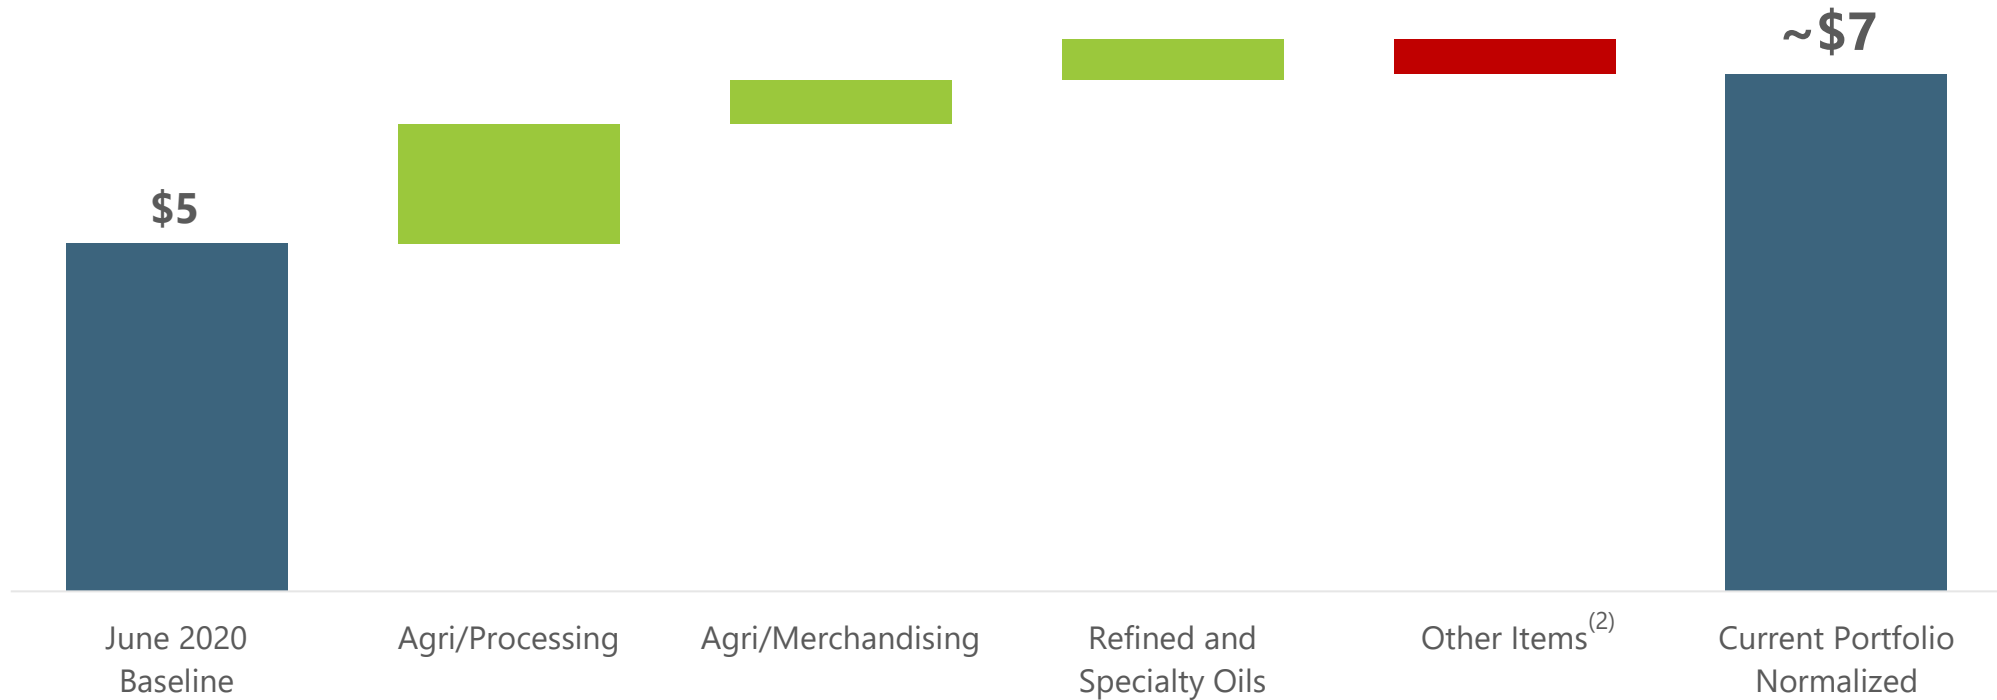 ~$7
$5
June 2020
Baseline
Agri/Processing
Agri/Merchandising
Refined and
Specialty Oils
Other Items(2)
Current Portfolio
Normalized